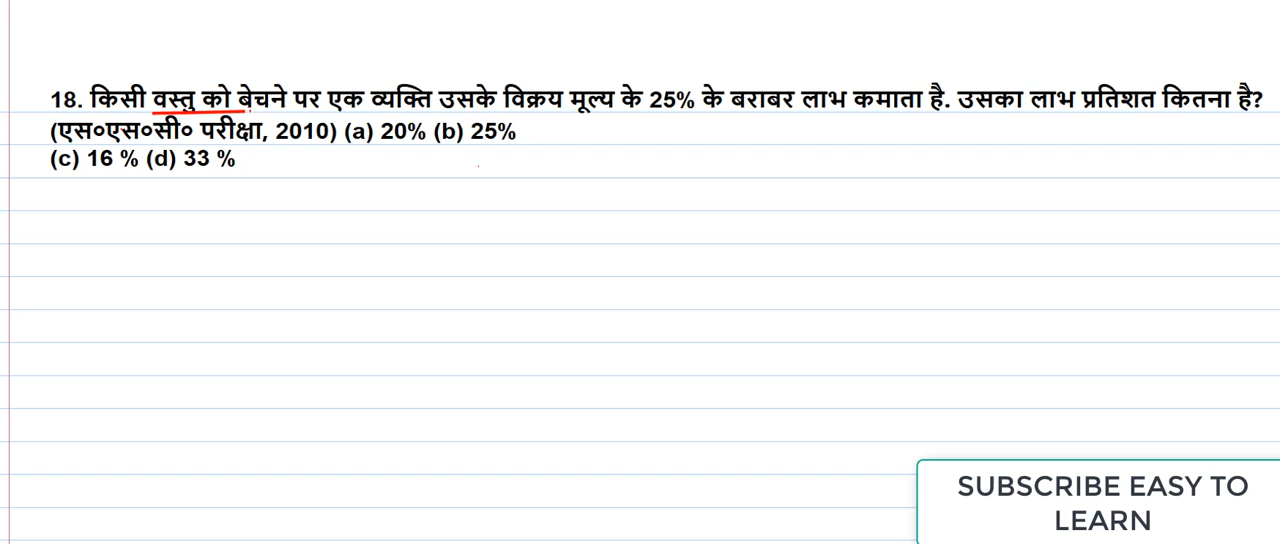 18. किसी वस्तु को बेचने पर एक व्यक्ति उसके विक्रय मूल्य के 25% के बराबर लाभ कमाता है. उसका लाभ प्रतिशत कितना है?
(एस०एस०सी० परीक्षा, 2010) (a) 20% (b) 25%
(c) 16 % (d) 33 %
SUBSCRIBE EASY TO
LEARN